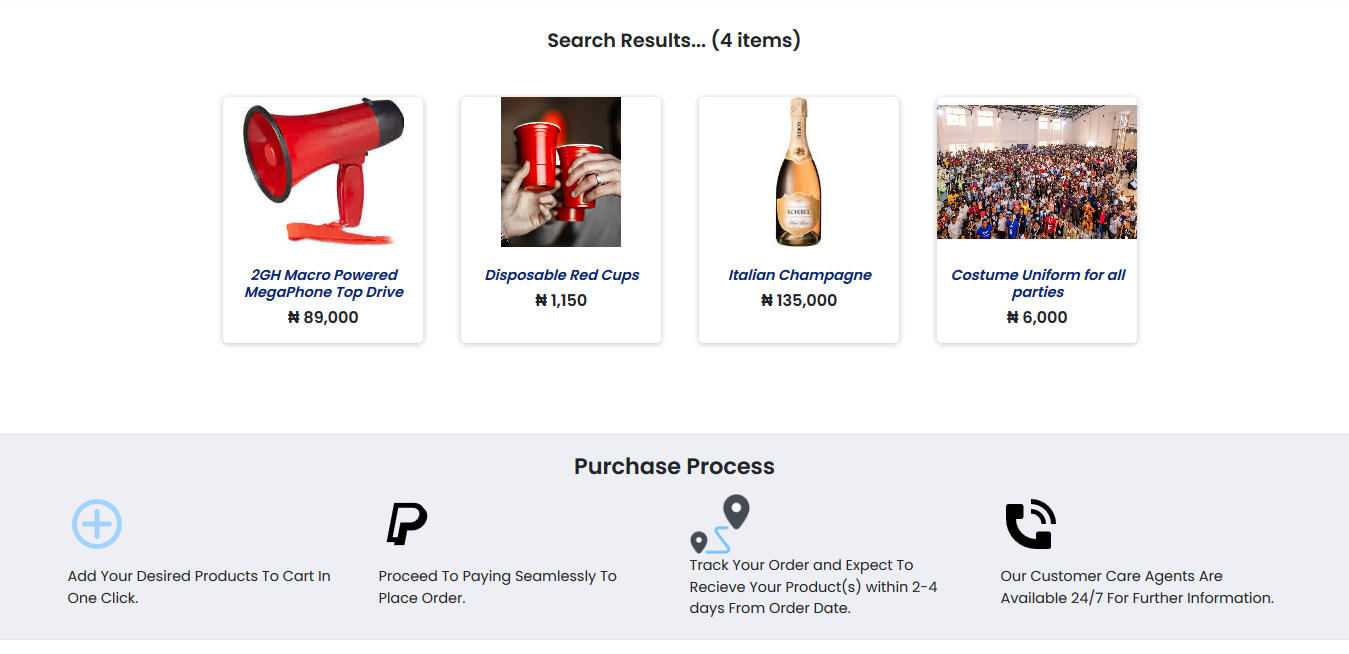 Search Results... (4 items)
KORBEL
2GH Macro Powered
MegaPhone Top Drive
₦ 89,000
Disposable Red Cups
₦ 1,150
Italian Champagne
₦ 135,000
Costume Uniform for all
parties
₦ 6,000
Purchase Process
Add Your Desired Products To Cart In
One Click.
Proceed To Paying Seamlessly To
Place Order.
Track Your Order and Expect To
Recieve Your Product(s) within 2-4
days From Order Date.
Our Customer Care Agents Are
Available 24/7 For Further Information.